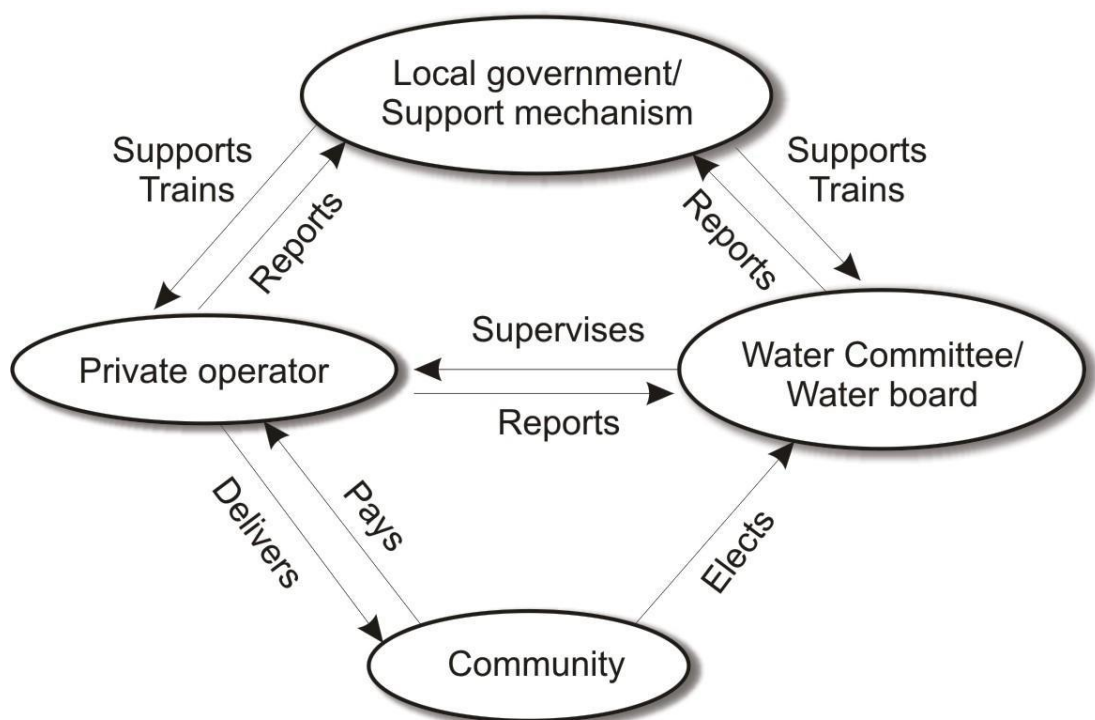 Local government/
Support mechanism
Supports
Trains
Reports
Reports
Supports
Trains
Private operator
Supervises
Reports
Water Committee/
Water board
Delivers
Pays
Elects
Community